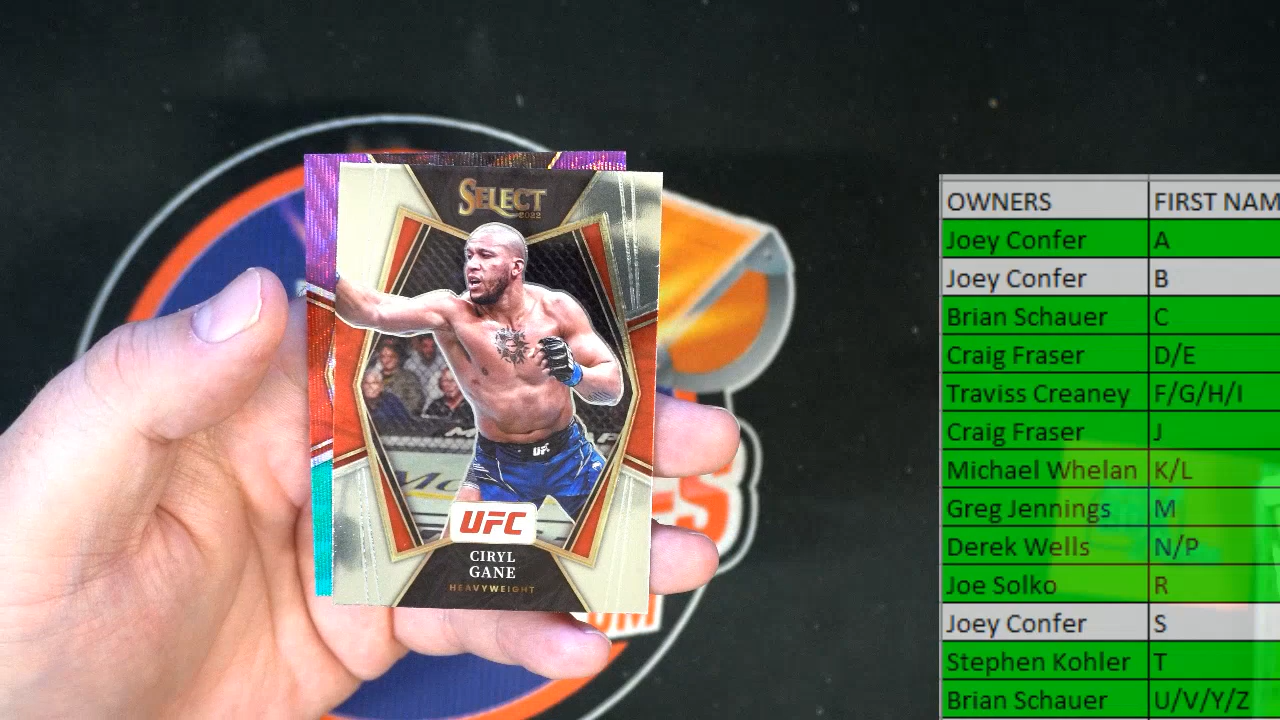 SELECT
2022
UFC
UFC
CIRYL
GANE
HEAVYWEIGHT
OWNERS FIRST NAM
Joey Confer A
Joey Confer B
Brian Schauer C
Craig Fraser D/E
Traviss Creaney F/G/H/I
Craig Fraser J
Michael Whelan K/L
Greg Jennings M
Derek Wells N/P
Joe Solko R
Joey Confer S
Stephen Kohler T
Brian Schauer U/V/Y/Z